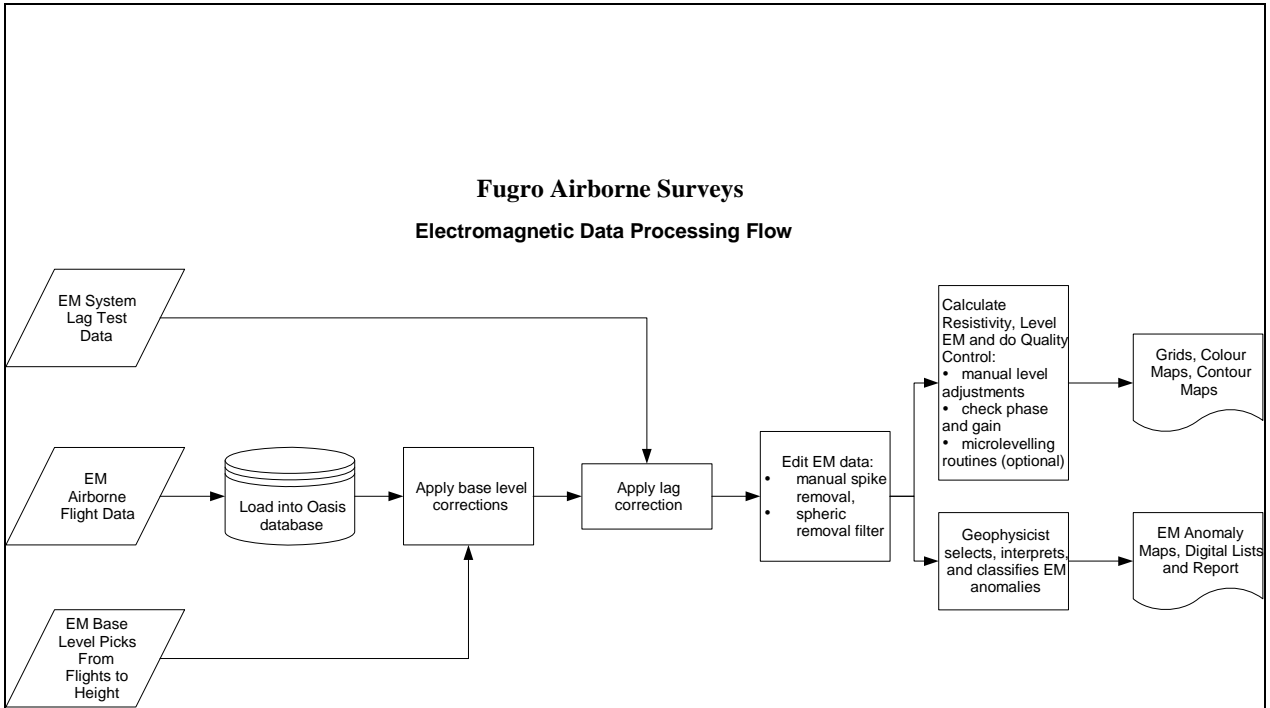 Fugro Airborne Surveys
Electromagnetic Data Processing Flow
EM System
Lag Test
Data
EM
Airborne
Flight Data
Load into Oasis
database
Apply base level
corrections
Apply lag
correction
Edit EM data:
• manual spike
removal,
• spheric
removal filter
Calculate
Resistivity, Level
EM and do Quality
Control:
• manual level
adjustments
• check phase
and gain
• microlevelling
routines (optional)
Grids, Colour
Maps, Contour
Maps
Geophysicist
selects, interprets,
and classifies EM
anomalies
EM Anomaly
Maps, Digital Lists
and Report
EM Base
Level Picks
From
Flights to
Height